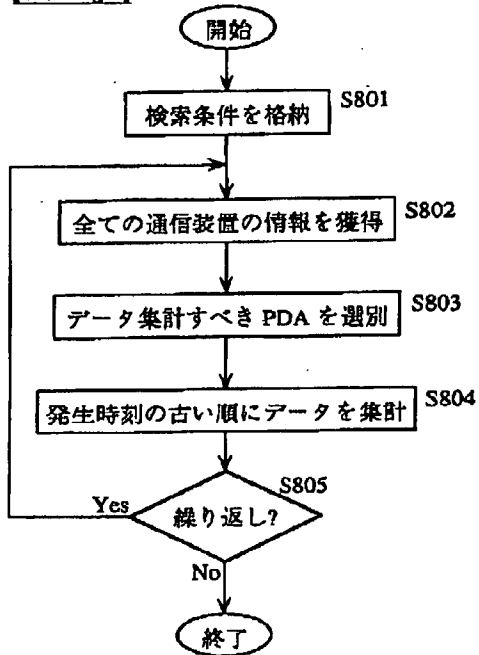 開始
検索条件を格納 S801
全ての通信装置の情報を獲得 S802
データ集計すべき PDA を選別 S803
発生時刻の古い順にデータを集計 S804
S805
繰り返し?
Yes
No
終了